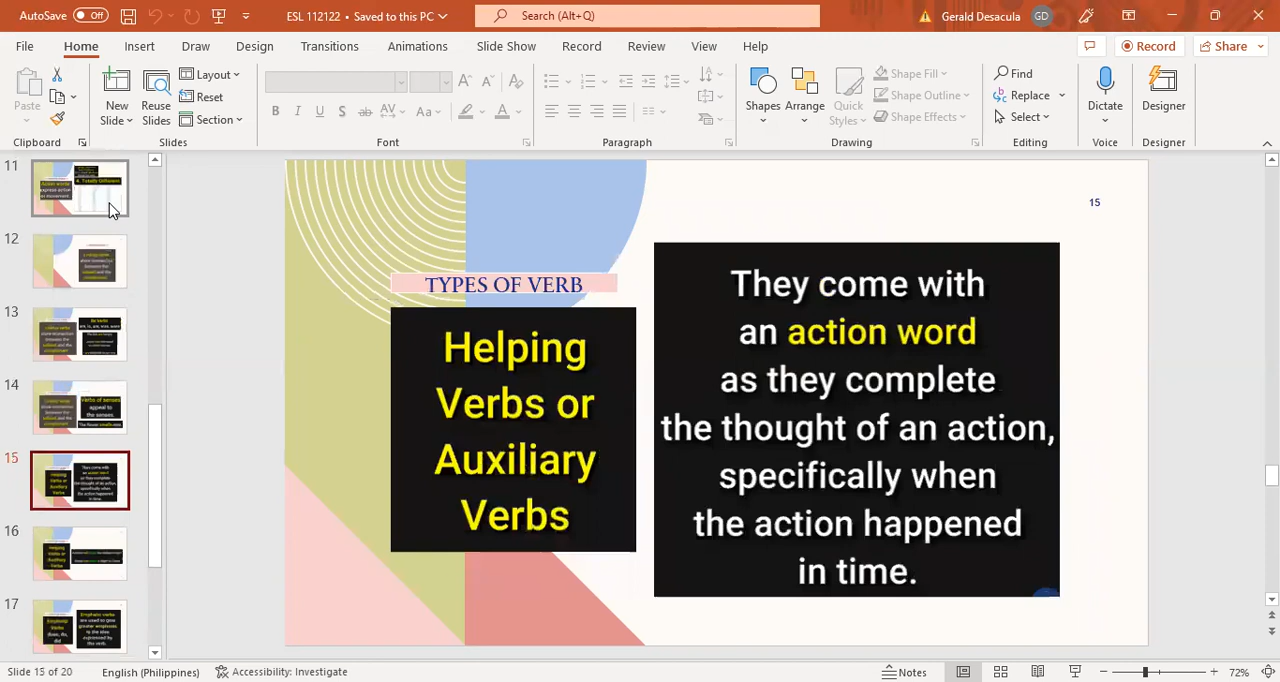 AutoSave Off ESL 112122 • Saved to this PC Search (Alt+Q) Gerald Desacula GD
File Home Insert Draw Design Transitions Animations Slide Show Record Review View Help Record Share
Paste New Slide Reuse Slides Layout Reset Section Shapes Arrange Quick Styles Shape Fill Shape Outline Shape Effects Find Replace Select Dictate Designer
Clipboard Slides Font Paragraph Drawing Editing Voice Designer
11
12
13
14
15
16
17
15
TYPES OF VERB
Helping
Verbs or
Auxiliary
Verbs
They come with
an action word
as they complete
the thought of an action,
specifically when
the action happened
in time.
Slide 15 of 20 English (Philippines) Accessibility: Investigate Notes 72%